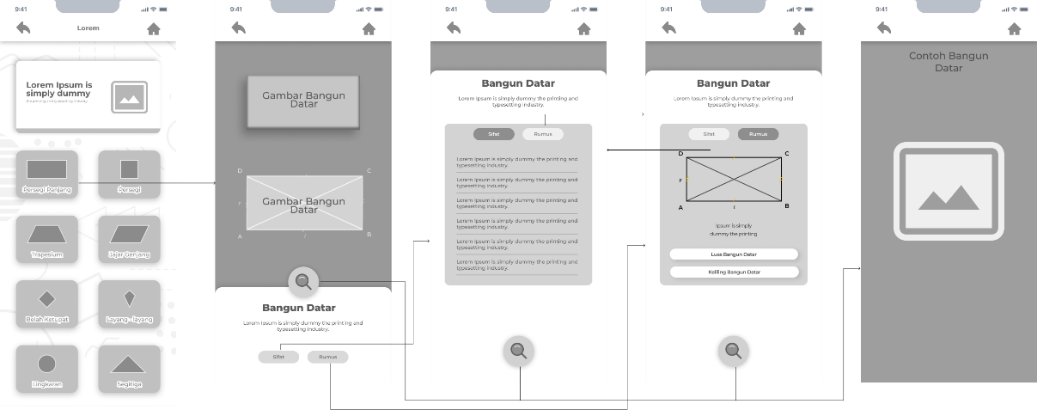 9:41
Lorem
Lorem Ipsum is
simply dummy
Persegi Panjang
Persegi
Trapesium
Jajar Genjang
Belah Ketupat
Layang - layang
Lingkaran
Segitiga
9:41
Gambar Bangun
Datar
D
C
Gambar Bangun
Datar
A
B
Bangun Datar
Lorem Ipsum is simply dummy the printing and
typesetting industry.
Sifat
Rumus
9:41
Bangun Datar
Lorem Ipsum is simply dummy the printing and
typesetting industry.
Sifat
Rumus
Lorem Ipsum is simply dummy the printing and
typesetting industry.
Lorem Ipsum is simply dummy the printing and
typesetting industry.
Lorem Ipsum is simply dummy the printing and
typesetting industry.
Lorem Ipsum is simply dummy the printing and
typesetting industry.
Lorem Ipsum is simply dummy the printing and
typesetting industry.
Lorem Ipsum is simply dummy the printing and
typesetting industry.
9:41
Bangun Datar
Lorem Ipsum is simply dummy the printing and
typesetting industry.
Sifat
Rumus
D
C
P
A
B
Ipsum is simply
dummy the printing
Luas Bangun Datar
Keliling Bangun Datar
9:41
Contoh Bangun
Datar